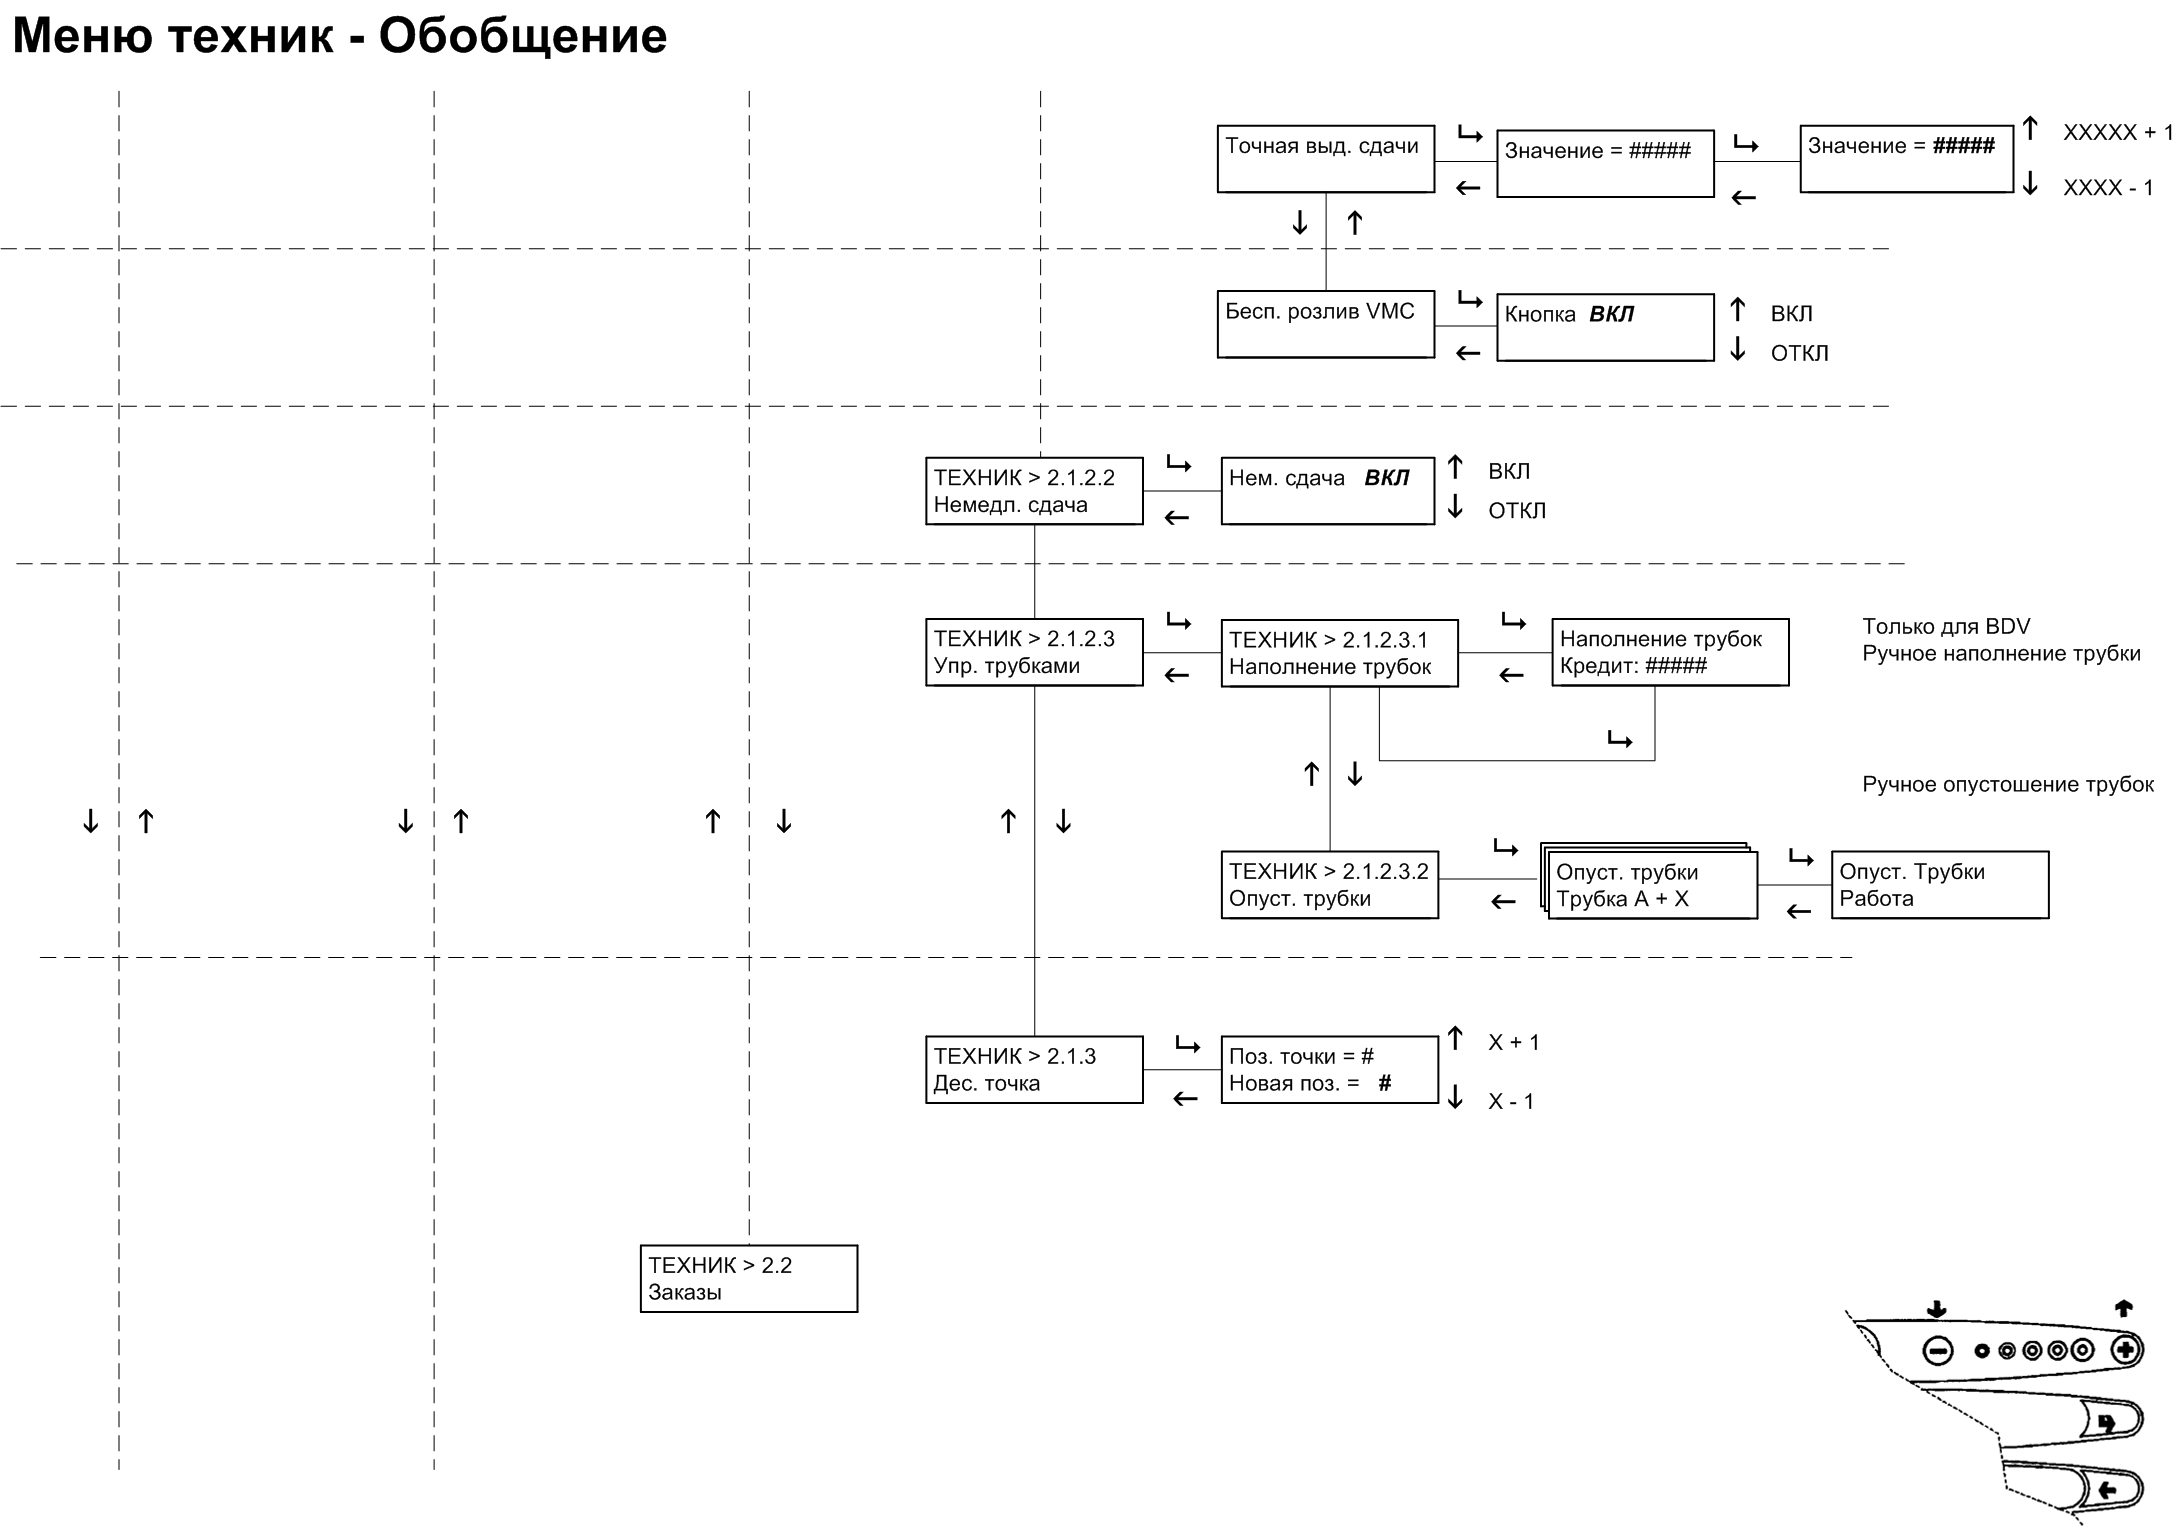 Меню техник - Обобщение
Точная выд. сдачи
Значение = #####
Значение = #####
XXXXX + 1
XXXX - 1
Бесп. розлив VMC
Кнопка ВКЛ
ВКЛ
ОТКЛ
ТЕХНИК > 2.1.2.2
Немедл. сдача
Нем. сдача ВКЛ
ВКЛ
ОТКЛ
ТЕХНИК > 2.1.2.3
Упр. трубками
ТЕХНИК > 2.1.2.3.1
Наполнение трубок
Наполнение трубок
Кредит: #####
Только для BDV
Ручное наполнение трубки
Ручное опустошение трубок
ТЕХНИК > 2.1.2.3.2
Опуст. трубки
Опуст. трубки
Трубка A + X
Опуст. Трубки
Работа
ТЕХНИК > 2.1.3
Дес. точка
Поз. точки = #
Новая поз. = #
X + 1
X - 1
ТЕХНИК > 2.2
Заказы